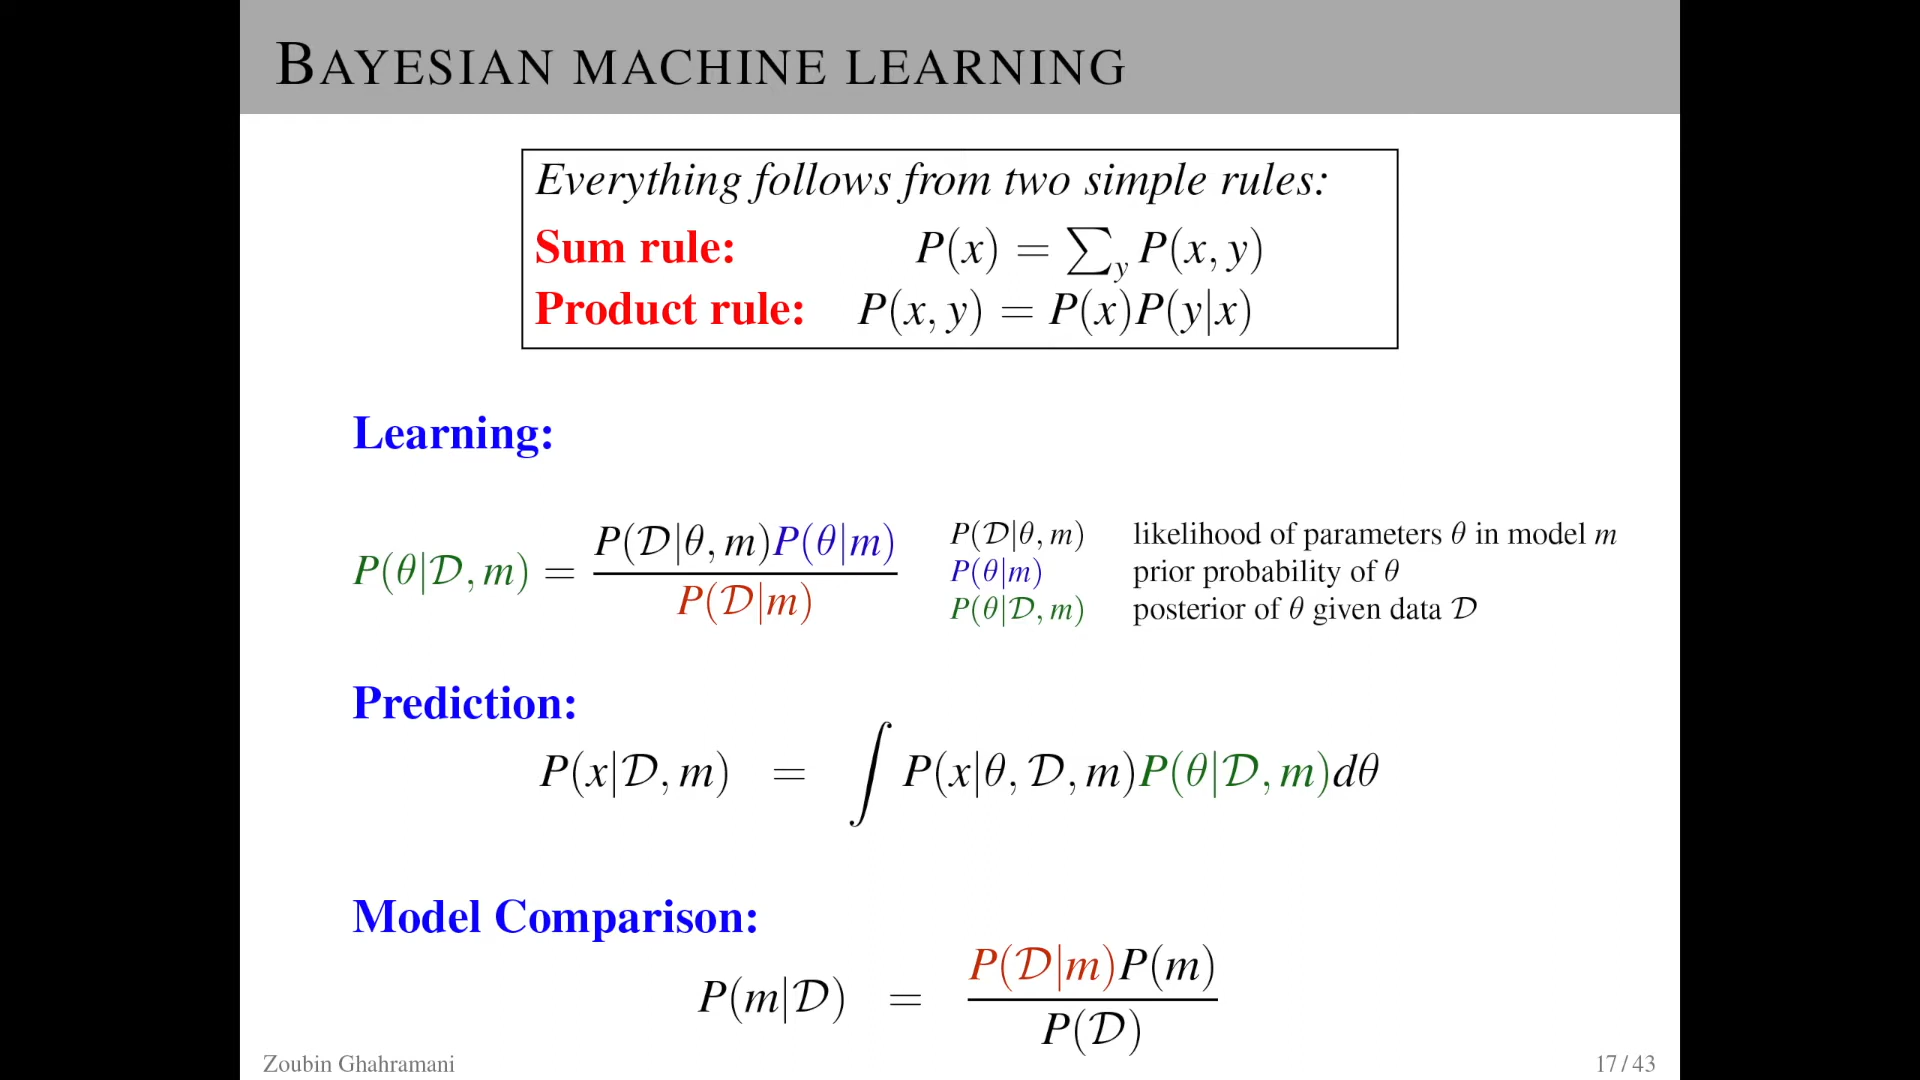 BAYESIAN MACHINE LEARNING
Everything follows from two simple rules:
Sum rule: P(x) = ∑_y P(x, y)
Product rule: P(x, y) = P(x)P(y|x)
Learning:
P(θ|𝒟, m) = P(𝒟|θ, m)P(θ|m) / P(𝒟|m)
P(𝒟|θ, m) likelihood of parameters θ in model m
P(θ|m) prior probability of θ
P(θ|𝒟, m) posterior of θ given data 𝒟
Prediction:
P(x|𝒟, m) = ∫ P(x|θ, 𝒟, m)P(θ|𝒟, m)dθ
Model Comparison:
P(m|𝒟) = P(𝒟|m)P(m) / P(𝒟)
Zoubin Ghahramani 17 / 43